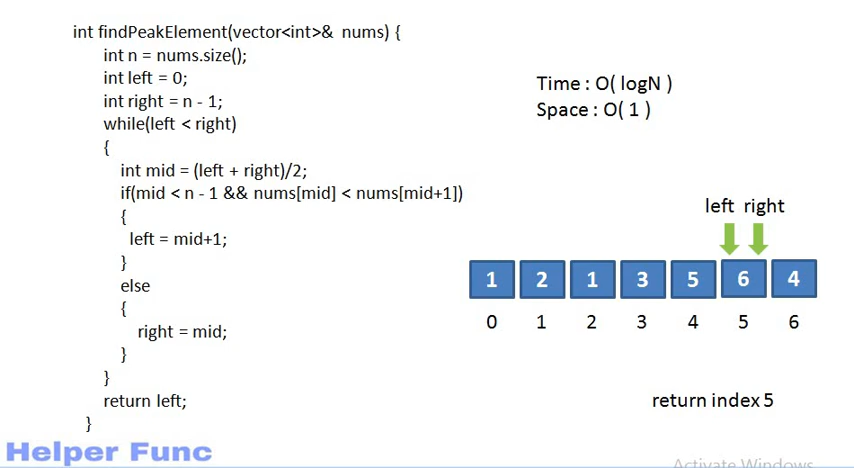 int findPeakElement(vector<int>& nums) {
int n = nums.size();
int left = 0;
int right = n - 1;
while(left < right)
{
int mid = (left + right)/2;
if(mid < n - 1 && nums[mid] < nums[mid+1])
{
left = mid+1;
}
else
{
right = mid;
}
}
return left;
}
Helper Func
Time : O( logN )
Space : O( 1 )
left right
1 2 1 3 5 6 4
0 1 2 3 4 5 6
return index 5
Activate Windows